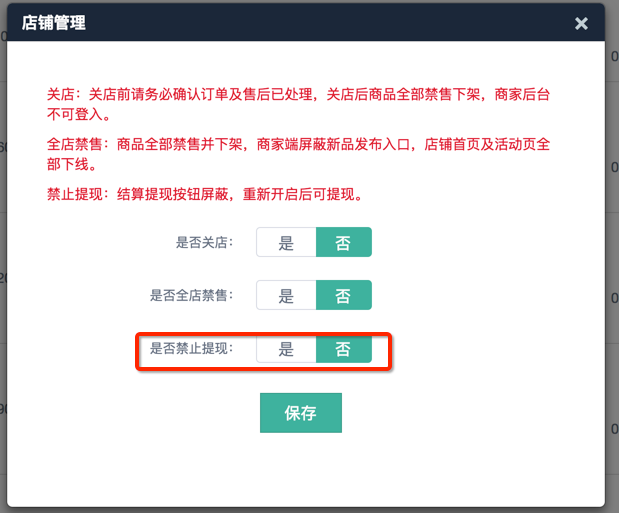 店铺管理
关店：关店前请务必确认订单及售后已处理，关店后商品全部禁售下架，商家后台
不可登入。
全店禁售：商品全部禁售并下架，商家端屏蔽新品发布入口，店铺首页及活动页全
部下线。
禁止提现：结算提现按钮屏蔽，重新开启后可提现。
是否关店： 是 否
是否全店禁售： 是 否
是否禁止提现： 是 否
保存